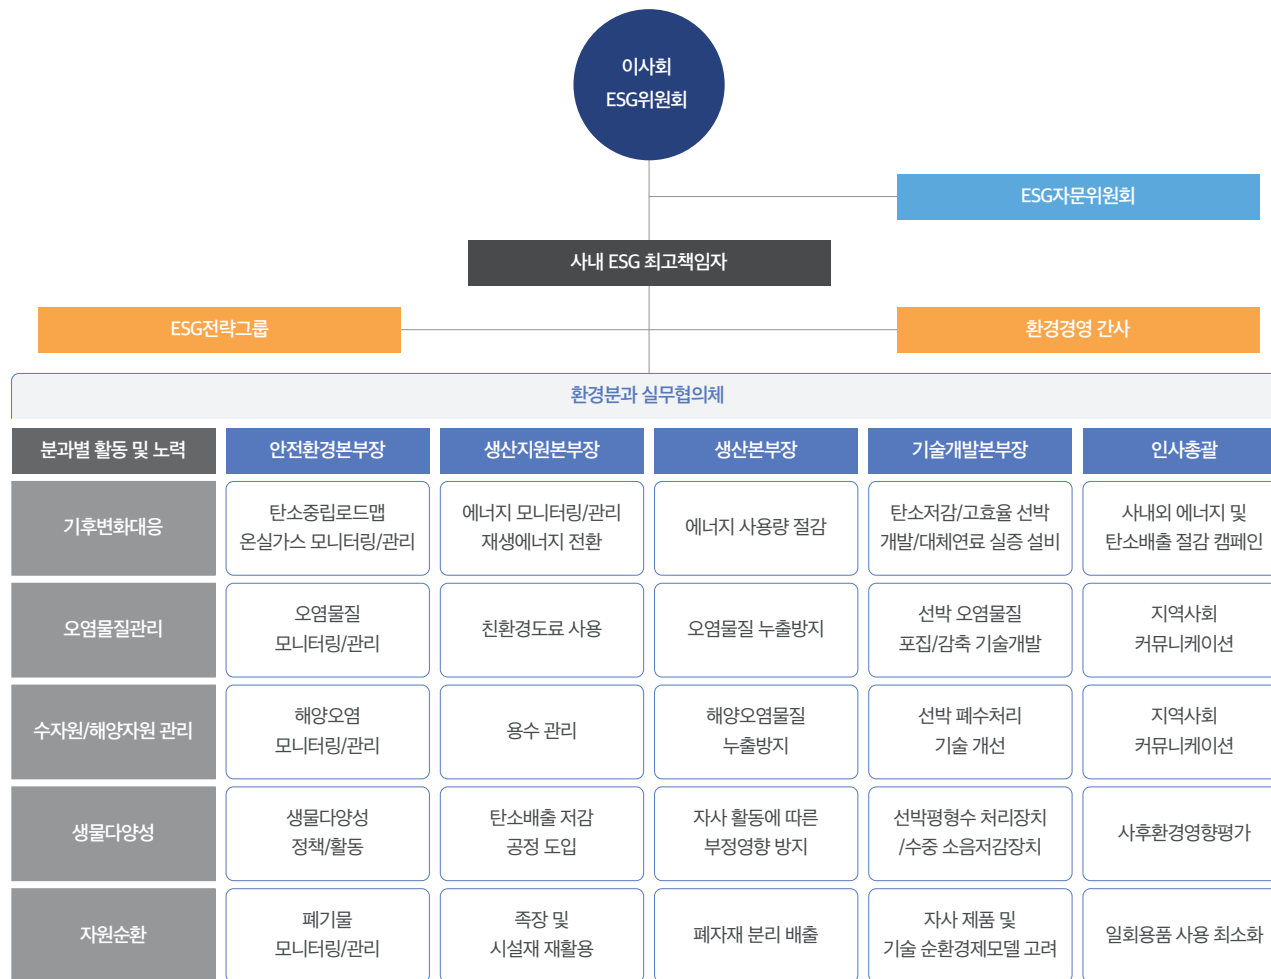 이사회
ESG위원회
ESG자문위원회
사내 ESG 최고책임자
ESG전략그룹
환경경영 간사
환경분과 실무협의체
분과별 활동 및 노력
안전환경본부장
생산지원본부장
생산본부장
기술개발본부장
인사총괄
기후변화대응
탄소중립로드맵
온실가스 모니터링/관리
에너지 모니터링/관리
재생에너지 전환
에너지 사용량 절감
탄소저감/고효율 선박
개발/대체연료 실증 설비
사내외 에너지 및
탄소배출 절감 캠페인
오염물질관리
오염물질
모니터링/관리
친환경도료 사용
오염물질 누출방지
선박 오염물질
포집/감축 기술개발
지역사회
커뮤니케이션
수자원/해양자원 관리
해양오염
모니터링/관리
용수 관리
해양오염물질
누출방지
선박 폐수처리
기술 개선
지역사회
커뮤니케이션
생물다양성
생물다양성
정책/활동
탄소배출 저감
공정 도입
자사 활동에 따른
부정영향 방지
선박평형수 처리장치
/수중 소음저감장치
사후환경영향평가
자원순환
폐기물
모니터링/관리
족장 및
시설재 재활용
폐자재 분리 배출
자사 제품 및
기술 순환경제모델 고려
일회용품 사용 최소화